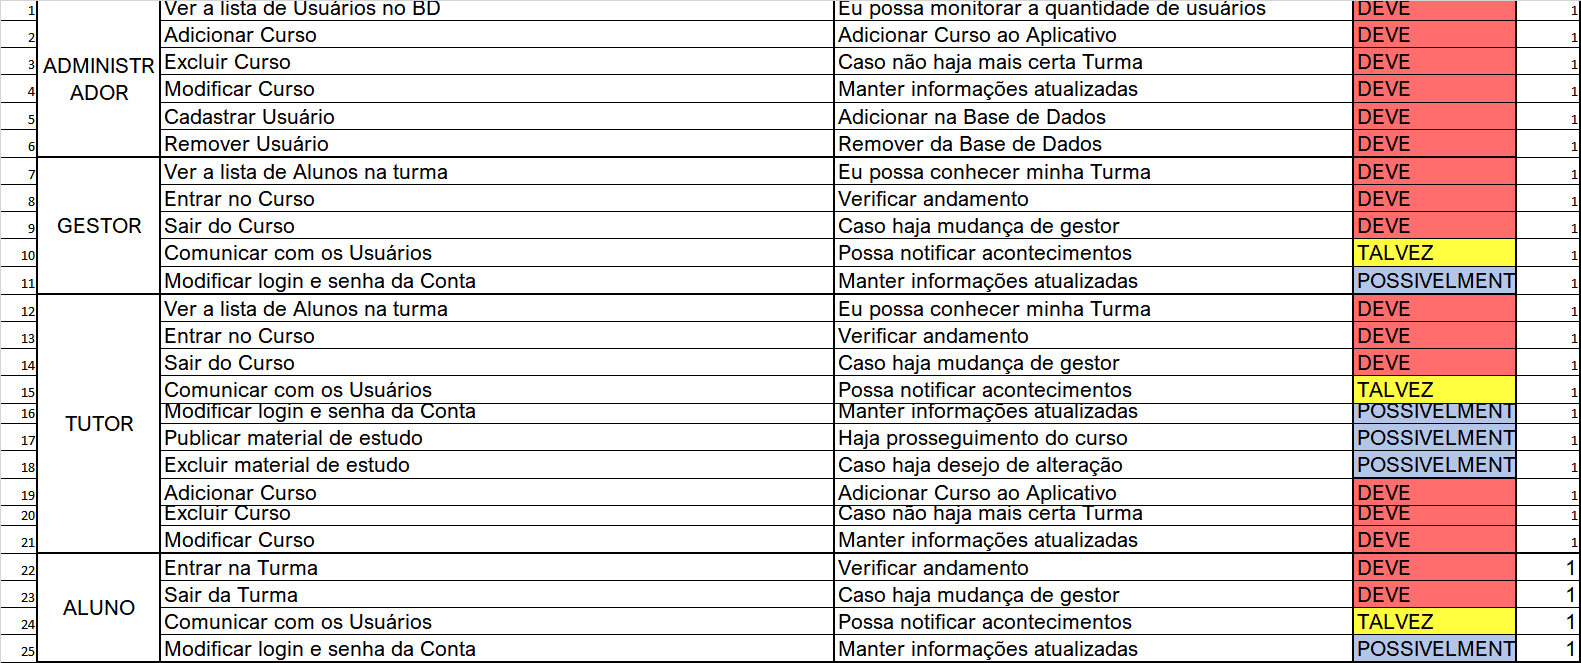 1 ADMINISTRADOR Ver a lista de Usuários no BD Eu possa monitorar a quantidade de usuários DEVE 1
2 Adicionar Curso Adicionar Curso ao Aplicativo DEVE 1
3 Excluir Curso Caso não haja mais certa Turma DEVE 1
4 Modificar Curso Manter informações atualizadas DEVE 1
5 Cadastrar Usuário Adicionar na Base de Dados DEVE 1
6 Remover Usuário Remover da Base de Dados DEVE 1
7 GESTOR Ver a lista de Alunos na turma Eu possa conhecer minha Turma DEVE 1
8 Entrar no Curso Verificar andamento DEVE 1
9 Sair do Curso Caso haja mudança de gestor DEVE 1
10 Comunicar com os Usuários Possa notificar acontecimentos TALVEZ 1
11 Modificar login e senha da Conta Manter informações atualizadas POSSIVELMENT 1
12 TUTOR Ver a lista de Alunos na turma Eu possa conhecer minha Turma DEVE 1
13 Entrar no Curso Verificar andamento DEVE 1
14 Sair do Curso Caso haja mudança de gestor DEVE 1
15 Comunicar com os Usuários Possa notificar acontecimentos TALVEZ 1
16 Modificar login e senha da Conta Manter informações atualizadas POSSIVELMENT 1
17 Publicar material de estudo Haja prosseguimento do curso POSSIVELMENT 1
18 Excluir material de estudo Caso haja desejo de alteração POSSIVELMENT 1
19 Adicionar Curso Adicionar Curso ao Aplicativo DEVE 1
20 Excluir Curso Caso não haja mais certa Turma DEVE 1
21 Modificar Curso Manter informações atualizadas DEVE 1
22 ALUNO Entrar na Turma Verificar andamento DEVE 1
23 Sair da Turma Caso haja mudança de gestor DEVE 1
24 Comunicar com os Usuários Possa notificar acontecimentos TALVEZ 1
25 Modificar login e senha da Conta Manter informações atualizadas POSSIVELMENT 1